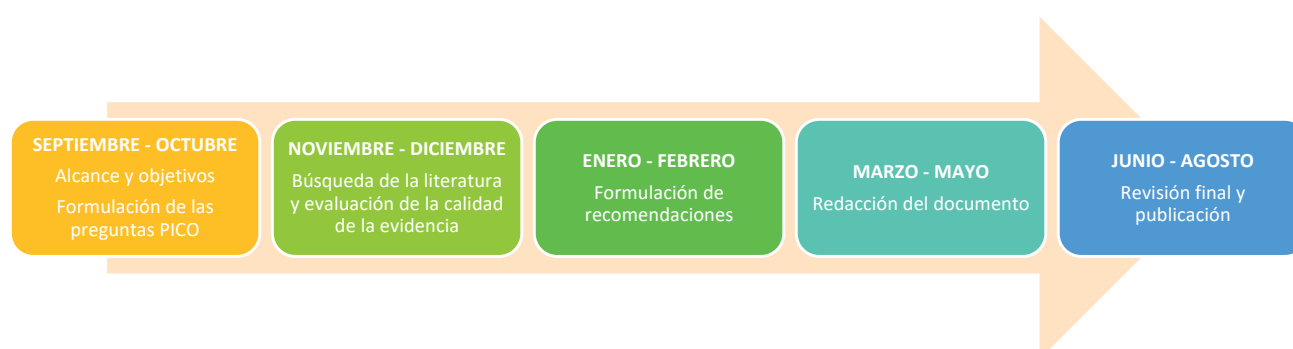 SEPTIEMBRE - OCTUBRE
Alcance y objetivos
Formulación de las
preguntas PICO
NOVIEMBRE - DICIEMBRE
Búsqueda de la literatura
y evaluación de la calidad
de la evidencia
ENERO - FEBRERO
Formulación de
recomendaciones
MARZO - MAYO
Redacción del documento
JUNIO - AGOSTO
Revisión final y
publicación